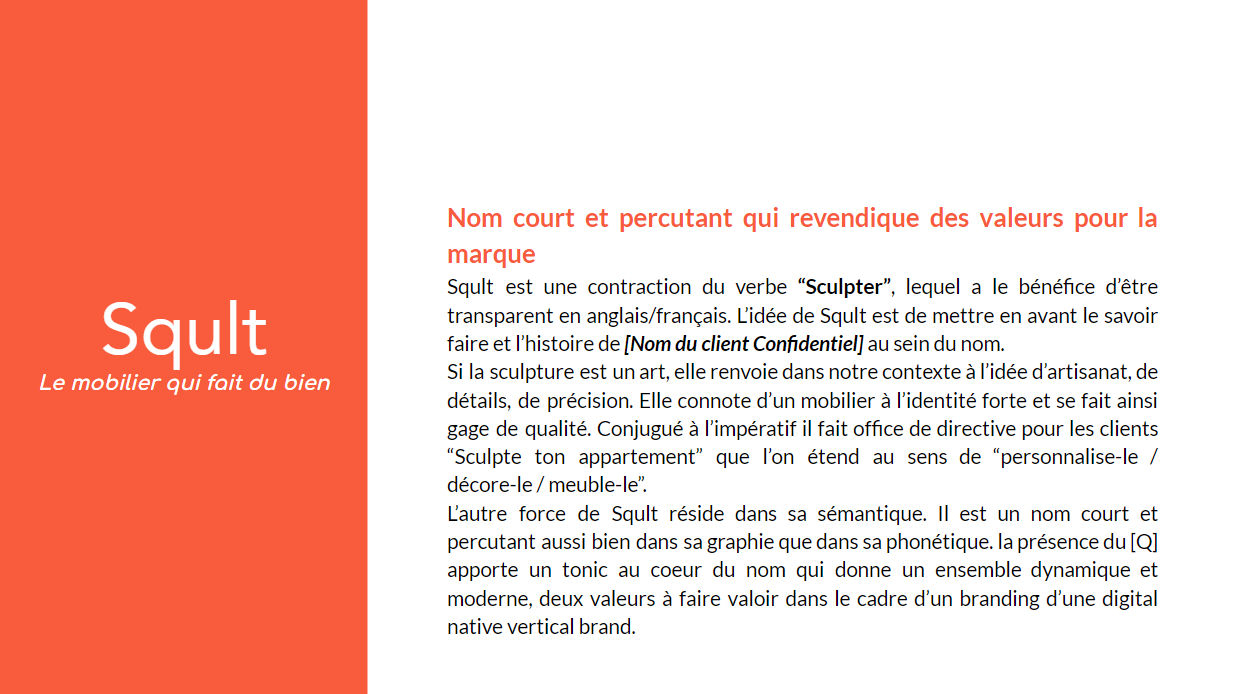 Sqult
Le mobilier qui fait du bien
Nom court et percutant qui revendique des valeurs pour la
marque
Sqult est une contraction du verbe “Sculpter”, lequel a le bénéfice d’être
transparent en anglais/français. L’idée de Sqult est de mettre en avant le savoir
faire et l’histoire de [Nom du client Confidentiel] au sein du nom.
Si la sculpture est un art, elle renvoie dans notre contexte à l’idée d’artisanat, de
détails, de précision. Elle connote d’un mobilier à l’identité forte et se fait ainsi
gage de qualité. Conjugué à l’impératif il fait office de directive pour les clients
“Sculpte ton appartement” que l’on étend au sens de “personnalise-le /
décore-le / meuble-le”.
L’autre force de Sqult réside dans sa sémantique. Il est un nom court et
percutant aussi bien dans sa graphie que dans sa phonétique. la présence du [Q]
apporte un tonic au coeur du nom qui donne un ensemble dynamique et
moderne, deux valeurs à faire valoir dans le cadre d’un branding d’une digital
native vertical brand.